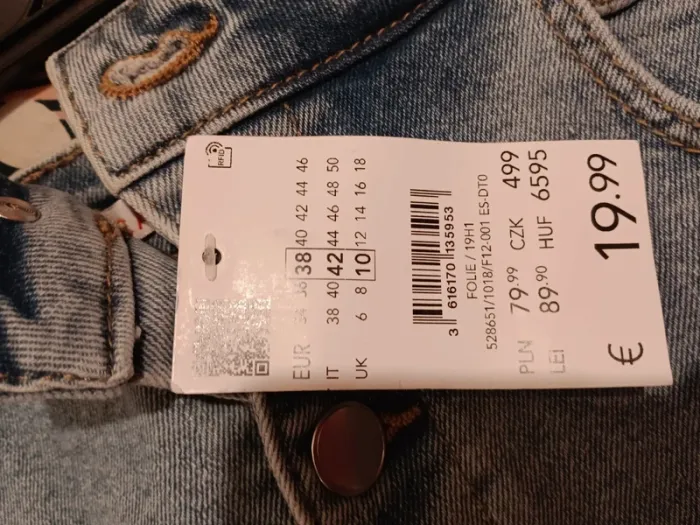 RFID
EUR 34 36 38 40 42 44 46
IT 38 40 42 44 46 48 50
UK 6 8 10 12 14 16 18
3 616170 135953
FOLIE / 19H1
528651/1018/F12-001 ES-DT0
PLN 79.99 CZK 499
LEI 89.90 HUF 6595
€ 19.99